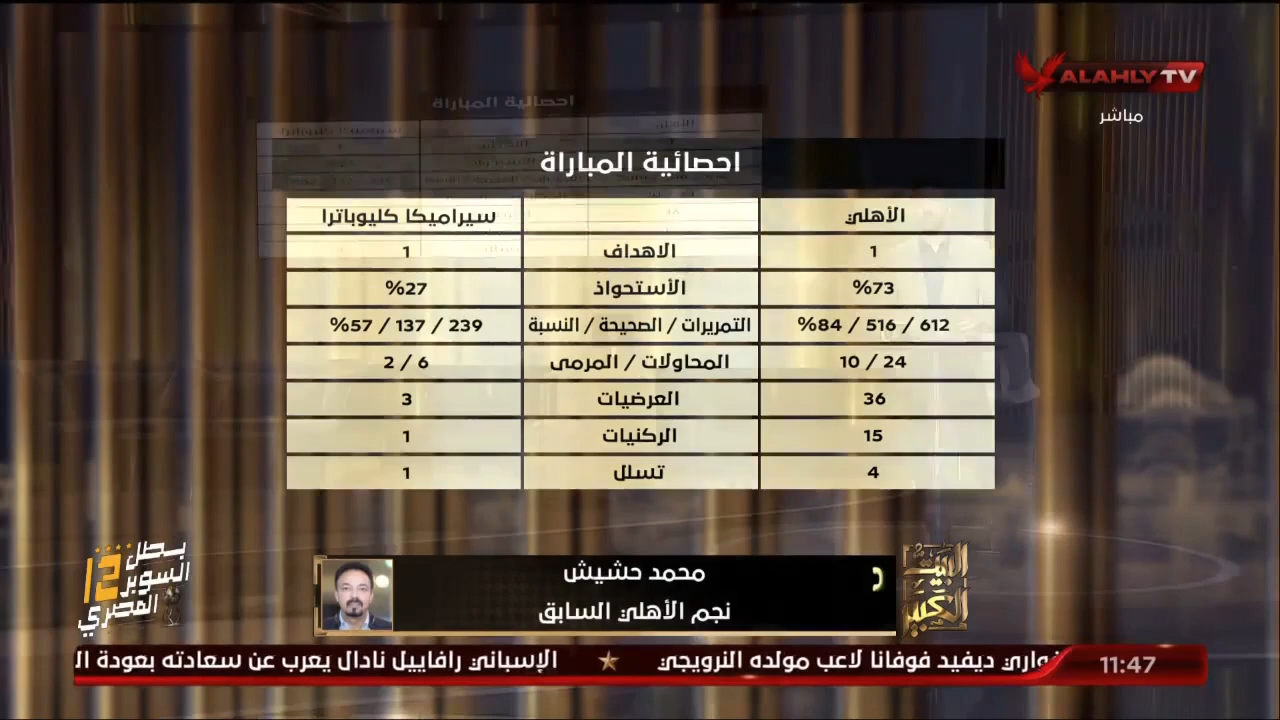 ALAHLY TV
مباشر
احصائية المباراة
الأهلي سيراميكا كليوباترا
1 الاهداف 1
%73 الأستحواذ %27
%84 / 516 / 612 التمريرات / الصحيحة / النسبة %57 / 137 / 239
10 / 24 المحاولات / المرمى 2 / 6
36 العرضيات 3
15 الركنيات 1
4 تسلل 1
بطل
السوبر 12
المصري
محمد حشيش
نجم الأهلي السابق
البيت
الكبير
فواري ديفيد فوفانا لاعب مولده النرويجي ★ الإسباني رافاييل نادال يعرب عن سعادته بعودة ال
11:47